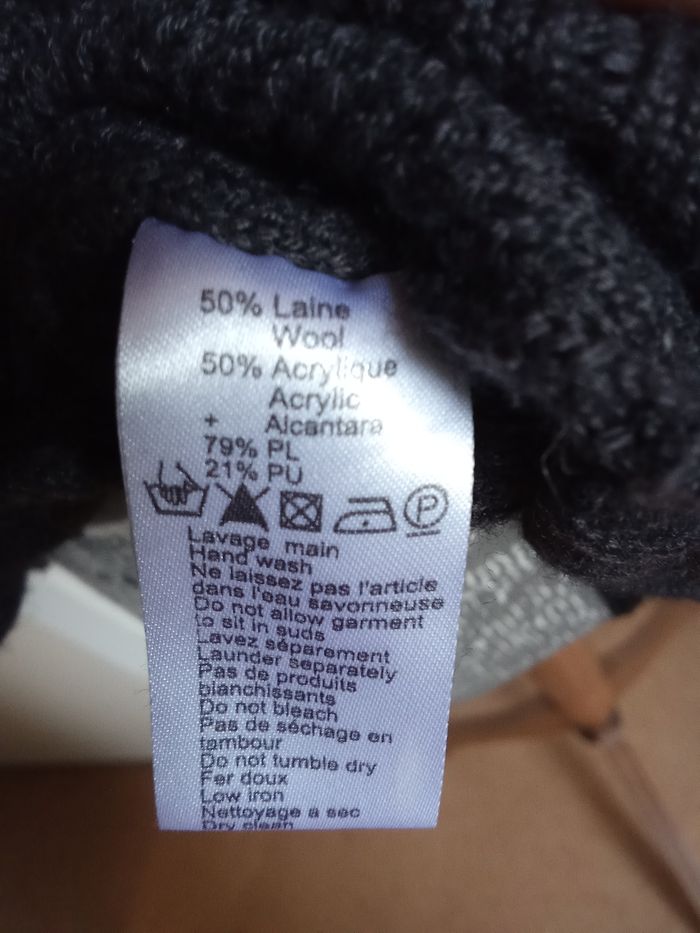 50% Laine
Wool
50% Acrylique
Acrylic
+ Alcantara
79% PL
21% PU
P
Lavage main
Hand wash
Ne laissez pas l'article
dans l'eau savonneuse
Do not allow garment
to sit in suds
Lavez séparement
Launder separately
Pas de produits
blanchissants
Do not bleach
Pas de séchage en
tambour
Do not tumble dry
Fer doux
Low iron
Nettoyage a sec
Dry clean